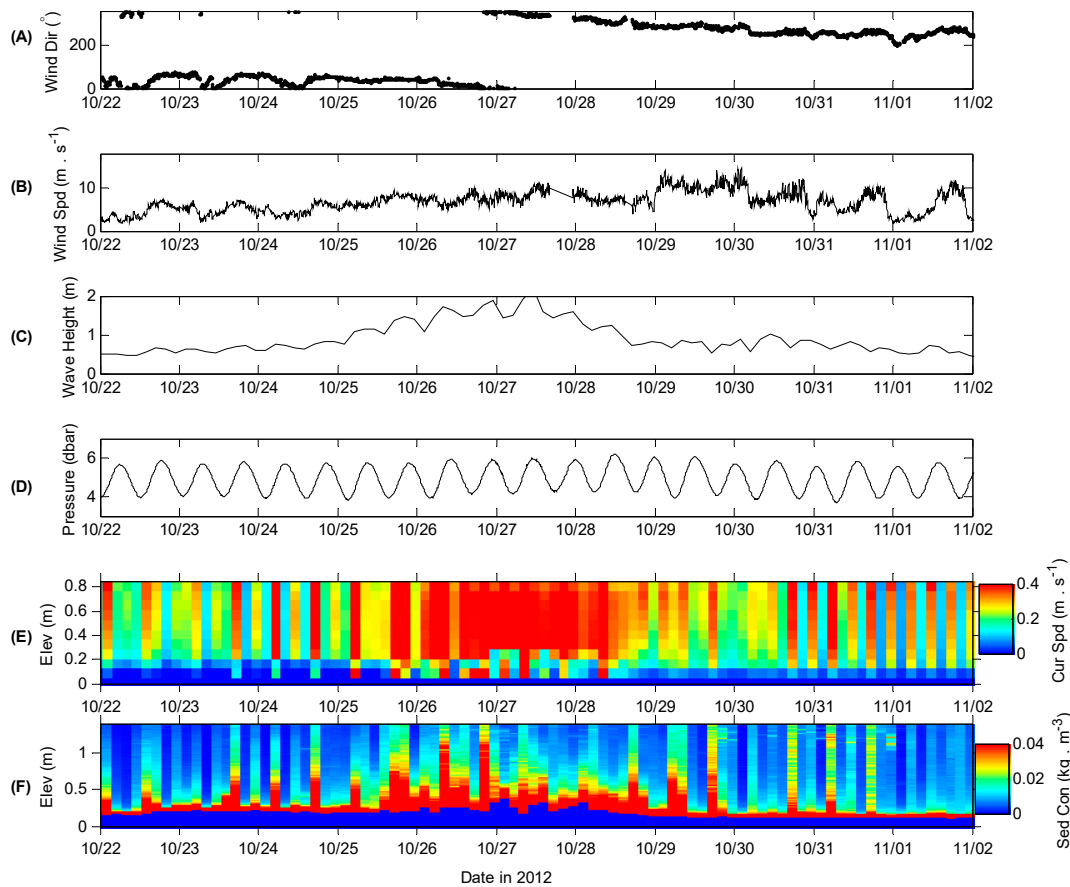 (A)
Wind Dir (°)
200
0
10/22 10/23 10/24 10/25 10/26 10/27 10/28 10/29 10/30 10/31 11/01 11/02
(B)
Wind Spd (m . s⁻¹)
10
0
10/22 10/23 10/24 10/25 10/26 10/27 10/28 10/29 10/30 10/31 11/01 11/02
(C)
Wave Height (m)
2
1
0
10/22 10/23 10/24 10/25 10/26 10/27 10/28 10/29 10/30 10/31 11/01 11/02
(D)
Pressure (dbar)
6
4
10/22 10/23 10/24 10/25 10/26 10/27 10/28 10/29 10/30 10/31 11/01 11/02
(E)
Elev (m)
0.8
0.6
0.4
0.2
0
0.4
0.2
0
Cur Spd (m . s⁻¹)
10/22 10/23 10/24 10/25 10/26 10/27 10/28 10/29 10/30 10/31 11/01 11/02
(F)
Elev (m)
1
0.5
0
0.04
0.02
0
Sed Con (kg . m⁻³)
10/22 10/23 10/24 10/25 10/26 10/27 10/28 10/29 10/30 10/31 11/01 11/02
Date in 2012